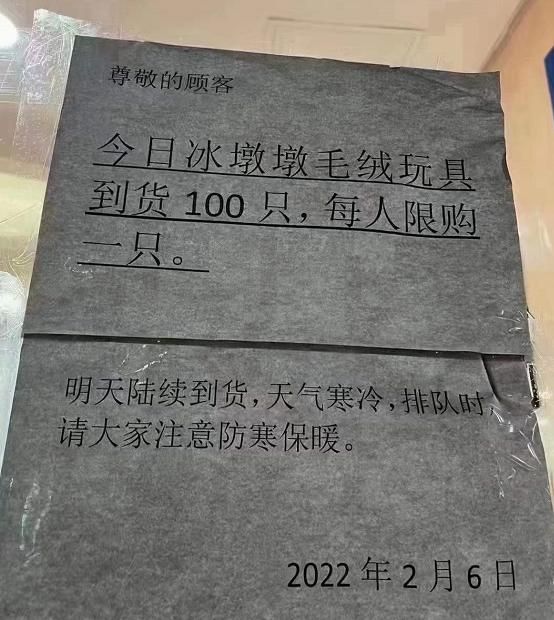 尊敬的顾客
今日冰墩墩毛绒玩具
到货 100 只，每人限购
一只。
明天陆续到货，天气寒冷，排队时，
请大家注意防寒保暖。
2022 年 2 月 6 日